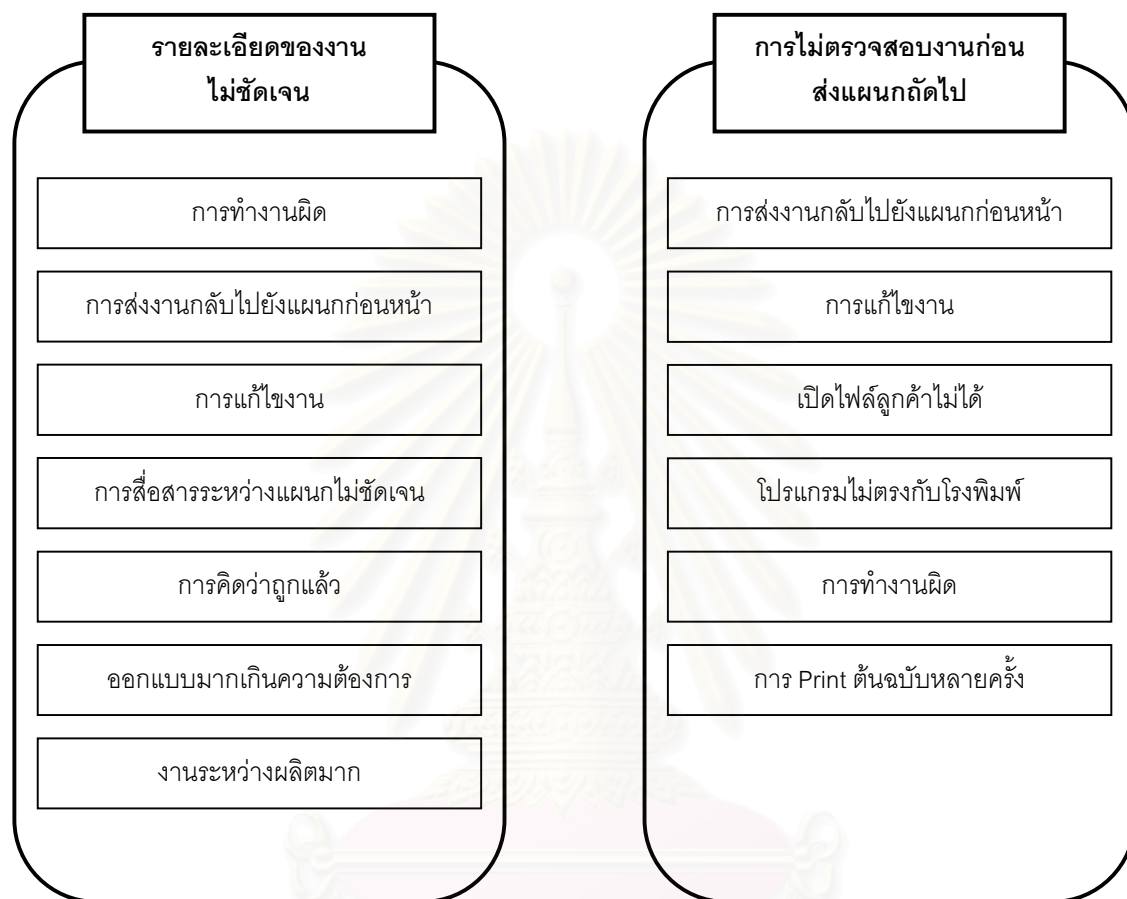 รายละเอียดของงาน
ไม่ชัดเจน
การทำงานผิด
การส่งงานกลับไปยังแผนกก่อนหน้า
การแก้ไขงาน
การสื่อสารระหว่างแผนกไม่ชัดเจน
การคิดว่าถูกแล้ว
ออกแบบมากเกินความต้องการ
งานระหว่างผลิตมาก
การไม่ตรวจสอบงานก่อน
ส่งแผนกถัดไป
การส่งงานกลับไปยังแผนกก่อนหน้า
การแก้ไขงาน
เปิดไฟล์ลูกค้าไม่ได้
โปรแกรมไม่ตรงกับโรงพิมพ์
การทำงานผิด
การ Print ต้นฉบับหลายครั้ง